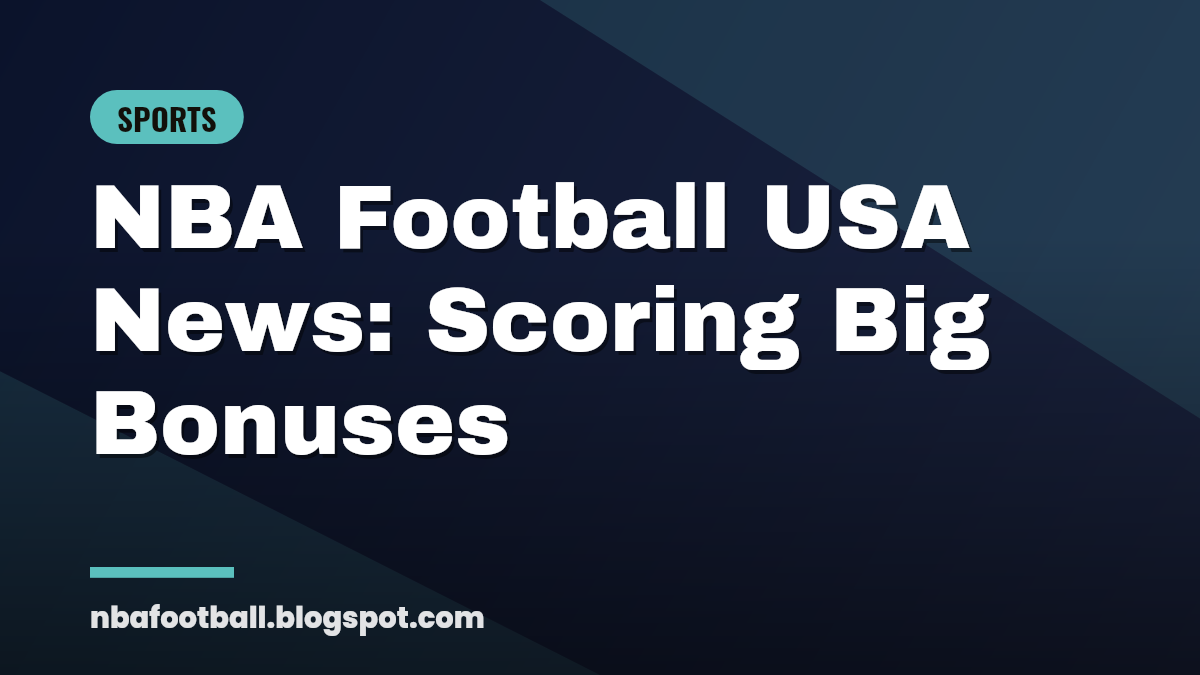 SPORTS
NBA Football USA
News: Scoring Big
Bonuses
nbafootball.blogspot.com